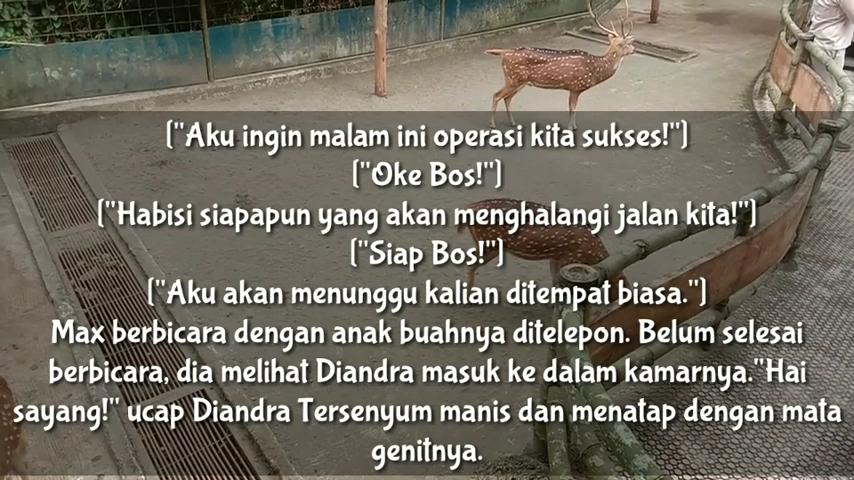 ("Aku ingin malam ini operasi kita sukses!")
("Oke Bos!")
("Habisi siapapun yang akan menghalangi jalan kita!")
("Siap Bos!")
("Aku akan menunggu kalian ditempat biasa.")
Max berbicara dengan anak buahnya ditelepon. Belum selesai
berbicara, dia melihat Diandra masuk ke dalam kamarnya."Hai
sayang!" ucap Diandra Tersenyum manis dan menatap dengan mata
genitnya.